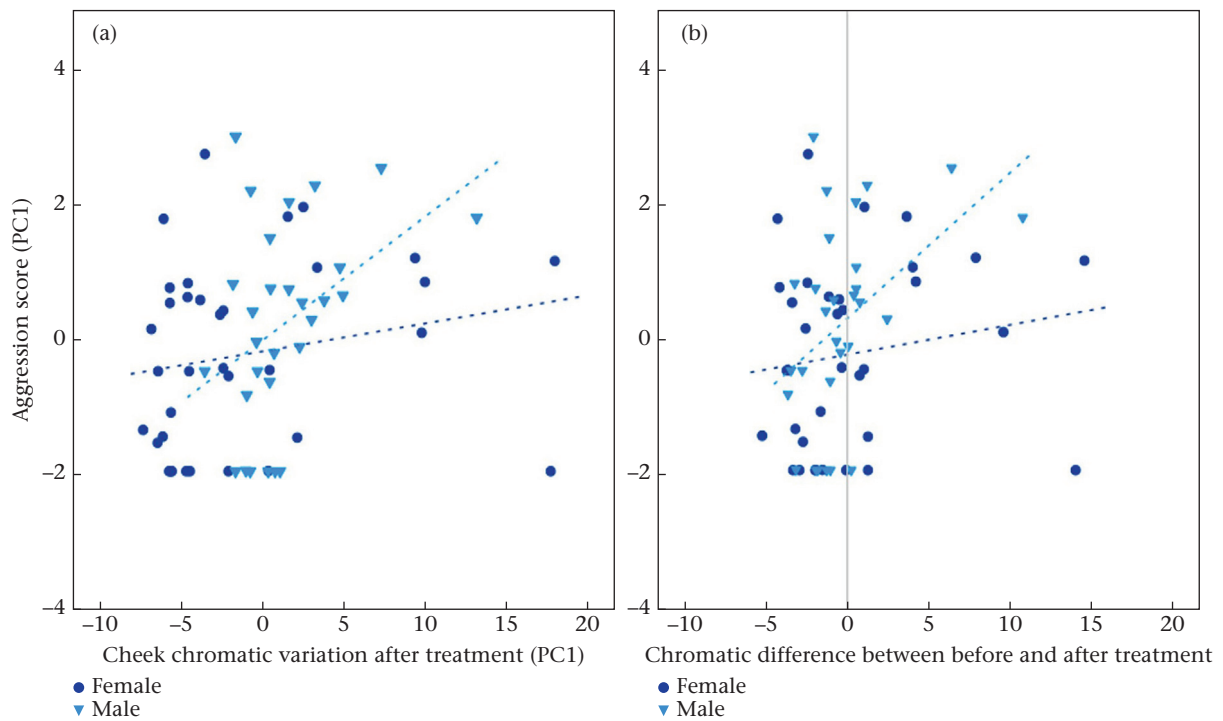 (a)
(b)
4
2
0
−2
−4
Aggression score (PC1)
−10 −5 0 5 10 15 20
Cheek chromatic variation after treatment (PC1)
Female
Male
4
2
0
−2
−4
−10 −5 0 5 10 15 20
Chromatic difference between before and after treatment
Female
Male